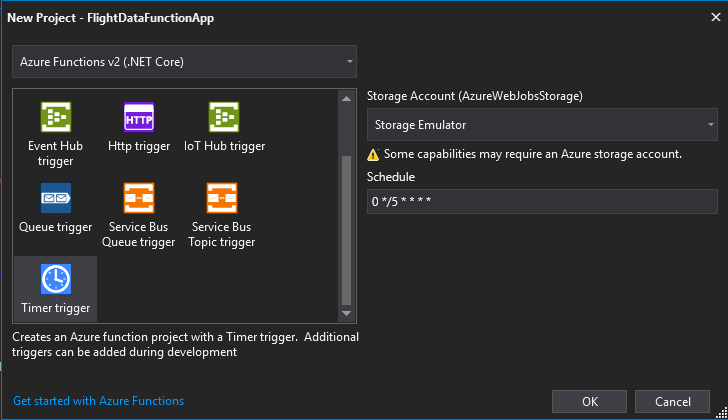 New Project - FlightDataFunctionApp
Azure Functions v2 (.NET Core)
Event Hub
trigger
HTTP
Http trigger
IoT Hub trigger
Queue trigger
Service Bus
Queue trigger
Service Bus
Topic trigger
Timer trigger
Storage Account (AzureWebJobsStorage)
Storage Emulator
Some capabilities may require an Azure storage account.
Schedule
0 */5 * * * *
Creates an Azure function project with a Timer trigger. Additional
triggers can be added during development
Get started with Azure Functions
OK
Cancel